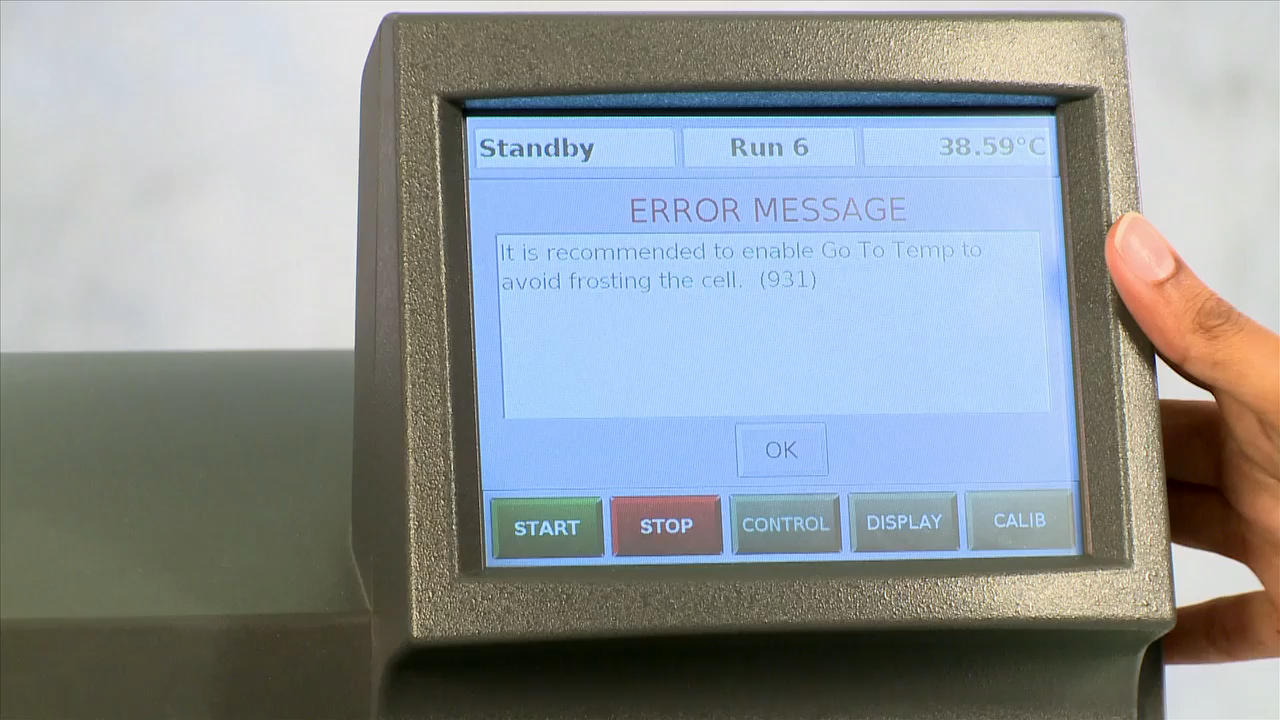 Standby
Run 6
38.59°C
ERROR MESSAGE
It is recommended to enable Go To Temp to
avoid frosting the cell.  (931)
OK
START
STOP
CONTROL
DISPLAY
CALIB